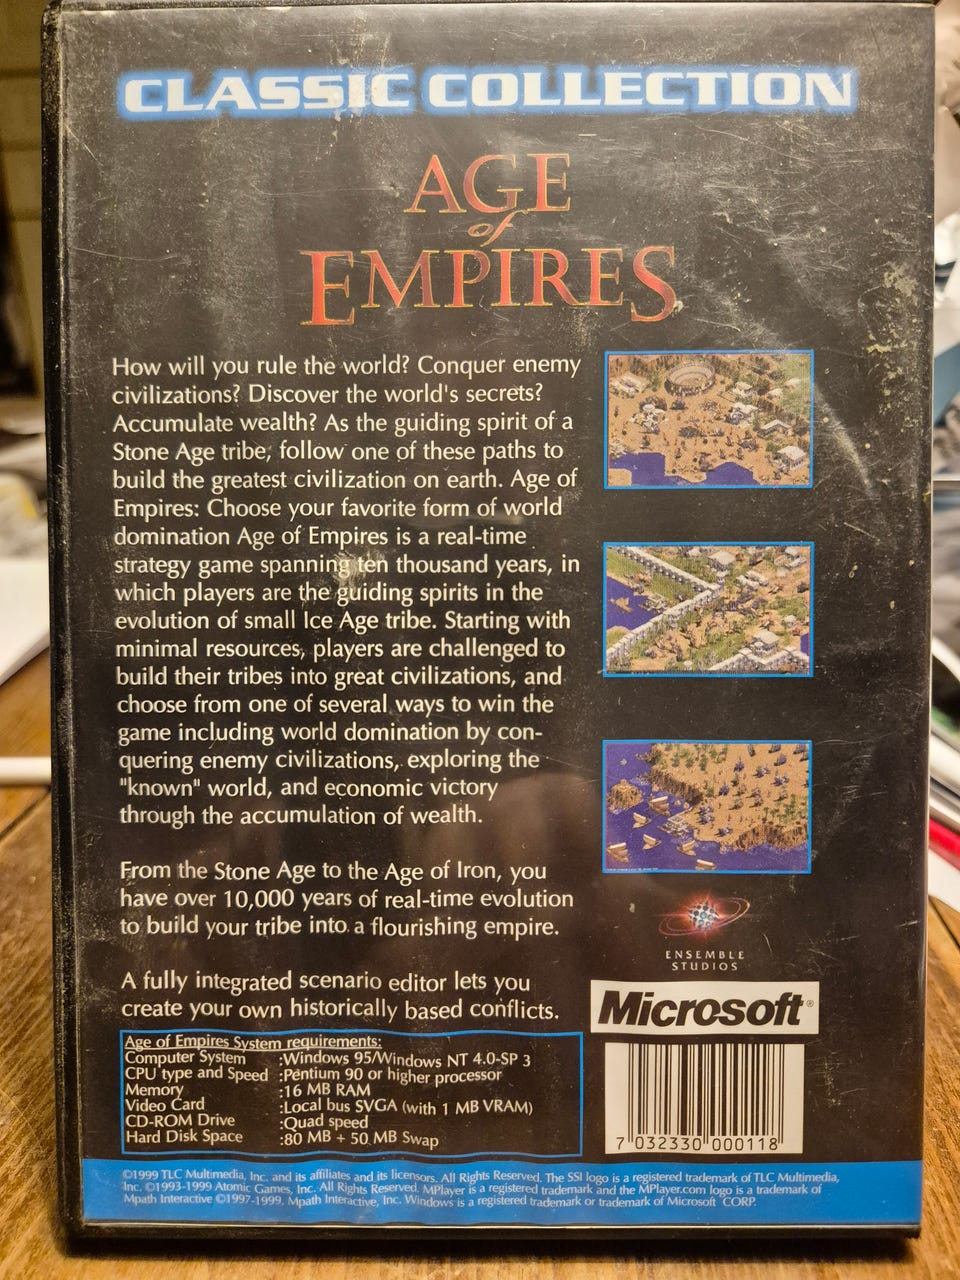 CLASSIC COLLECTION
AGE
of
EMPIRES
How will you rule the world? Conquer enemy
civilizations? Discover the world's secrets?
Accumulate wealth? As the guiding spirit of a
Stone Age tribe, follow one of these paths to
build the greatest civilization on earth. Age of
Empires: Choose your favorite form of world
domination Age of Empires is a real-time
strategy game spanning ten thousand years, in
which players are the guiding spirits in the
evolution of small Ice Age tribe. Starting with
minimal resources, players are challenged to
build their tribes into great civilizations, and
choose from one of several ways to win the
game including world domination by con-
quering enemy civilizations, exploring the
"known" world, and economic victory
through the accumulation of wealth.
From the Stone Age to the Age of Iron, you
have over 10,000 years of real-time evolution
to build your tribe into a flourishing empire.
A fully integrated scenario editor lets you
create your own historically based conflicts.
ENSEMBLE
STUDIOS
Microsoft®
Age of Empires System requirements:
Computer System :Windows 95/Windows NT 4.0-SP 3
CPU type and Speed :Pentium 90 or higher processor
Memory :16 MB RAM
Video Card :Local bus SVGA (with 1 MB VRAM)
CD-ROM Drive :Quad speed
Hard Disk Space :80 MB + 50 MB Swap
7 032330 000118
©1999 TLC Multimedia, Inc. and its affiliates and its licensors. All Rights Reserved. The SSI logo is a registered trademark of TLC Multimedia,
Inc. ©1993-1999 Atomic Games, Inc. All Rights Reserved. MPlayer is a registered trademark and the MPlayer.com logo is a trademark of
Mpath Interactive ©1997-1999, Mpath Interactive, Inc. Windows is a registered trademark or trademark of Microsoft CORP.